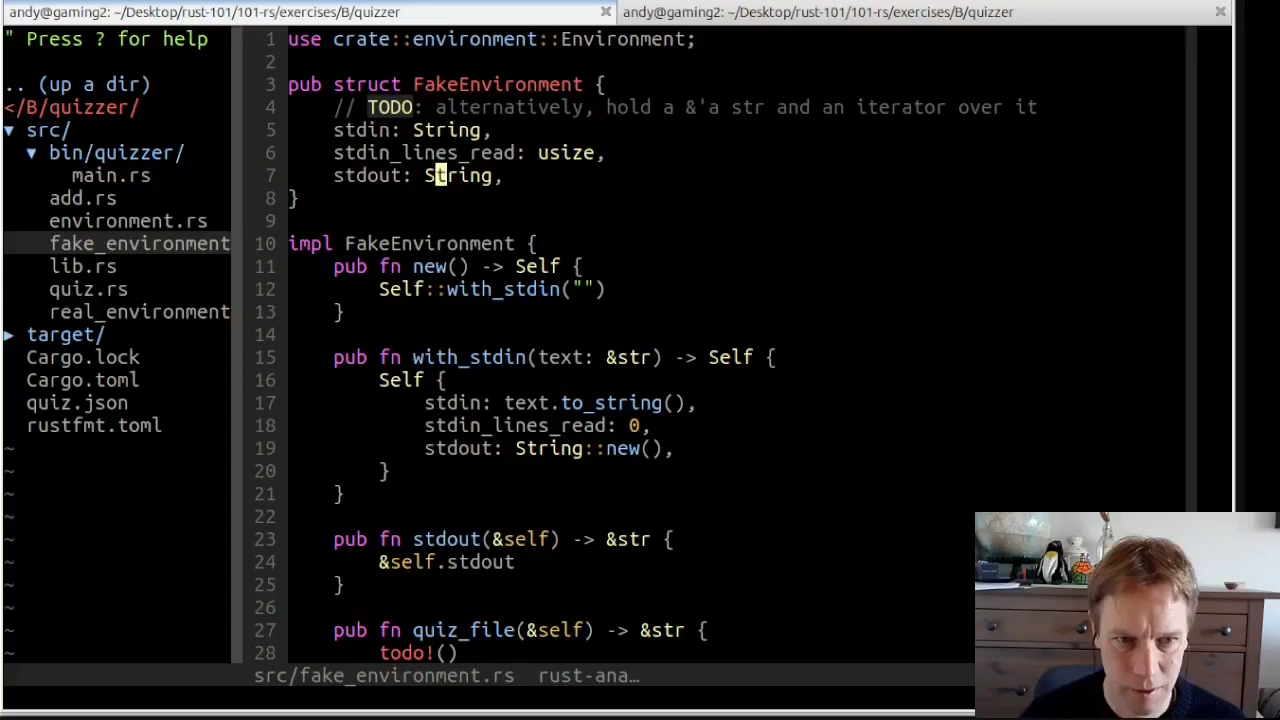 andy@gaming2: ~/Desktop/rust-101/101-rs/exercises/B/quizzer
andy@gaming2: ~/Desktop/rust-101/101-rs/exercises/B/quizzer
" Press ? for help
.. (up a dir)
</B/quizzer/
▼ src/
▼ bin/quizzer/
main.rs
add.rs
environment.rs
fake_environment
lib.rs
quiz.rs
real_environment
▶ target/
Cargo.lock
Cargo.toml
quiz.json
rustfmt.toml
~
~
~
~
~
~
~
~
~
1 use crate::environment::Environment;
2
3 pub struct FakeEnvironment {
4     // TODO: alternatively, hold a &'a str and an iterator over it
5     stdin: String,
6     stdin_lines_read: usize,
7     stdout: String,
8 }
9
10 impl FakeEnvironment {
11     pub fn new() -> Self {
12         Self::with_stdin("")
13     }
14
15     pub fn with_stdin(text: &str) -> Self {
16         Self {
17             stdin: text.to_string(),
18             stdin_lines_read: 0,
19             stdout: String::new(),
20         }
21     }
22
23     pub fn stdout(&self) -> &str {
24         &self.stdout
25     }
26
27     pub fn quiz_file(&self) -> &str {
28         todo!()
src/fake_environment.rs  rust-ana…